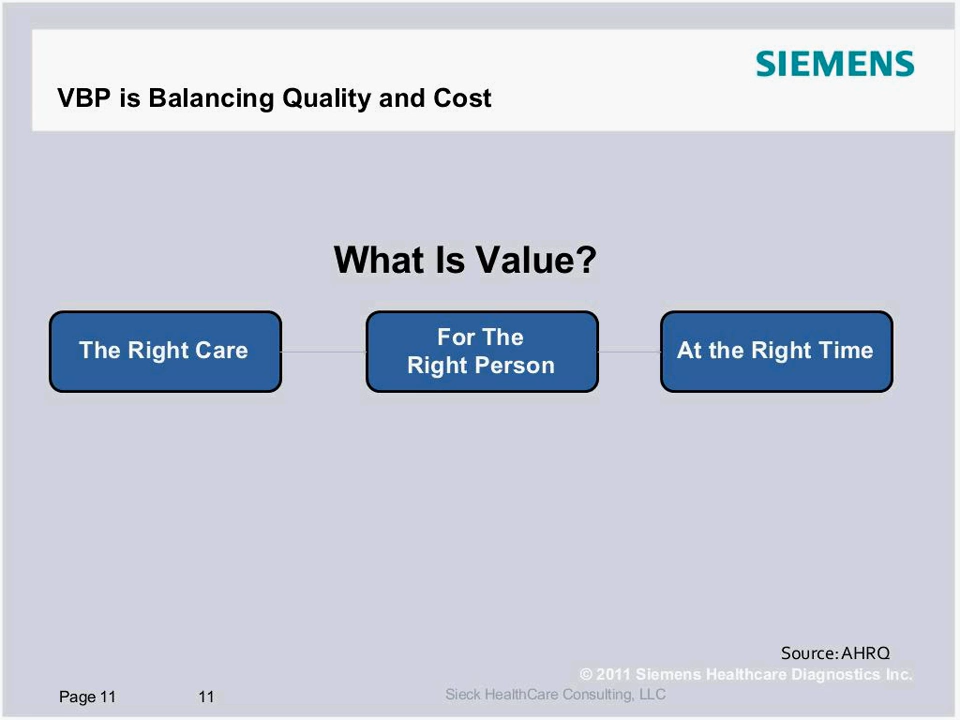 SIEMENS
VBP is Balancing Quality and Cost
What Is Value?
The Right Care
For The
Right Person
At the Right Time
Source: AHRQ
© 2011 Siemens Healthcare Diagnostics Inc.
Page 11
11
Sieck HealthCare Consulting, LLC